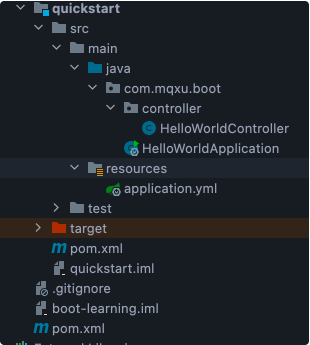 quickstart
src
main
java
com.mqxu.boot
controller
HelloWorldController
HelloWorldApplication
resources
application.yml
test
target
pom.xml
quickstart.iml
.gitignore
boot-learning.iml
pom.xml